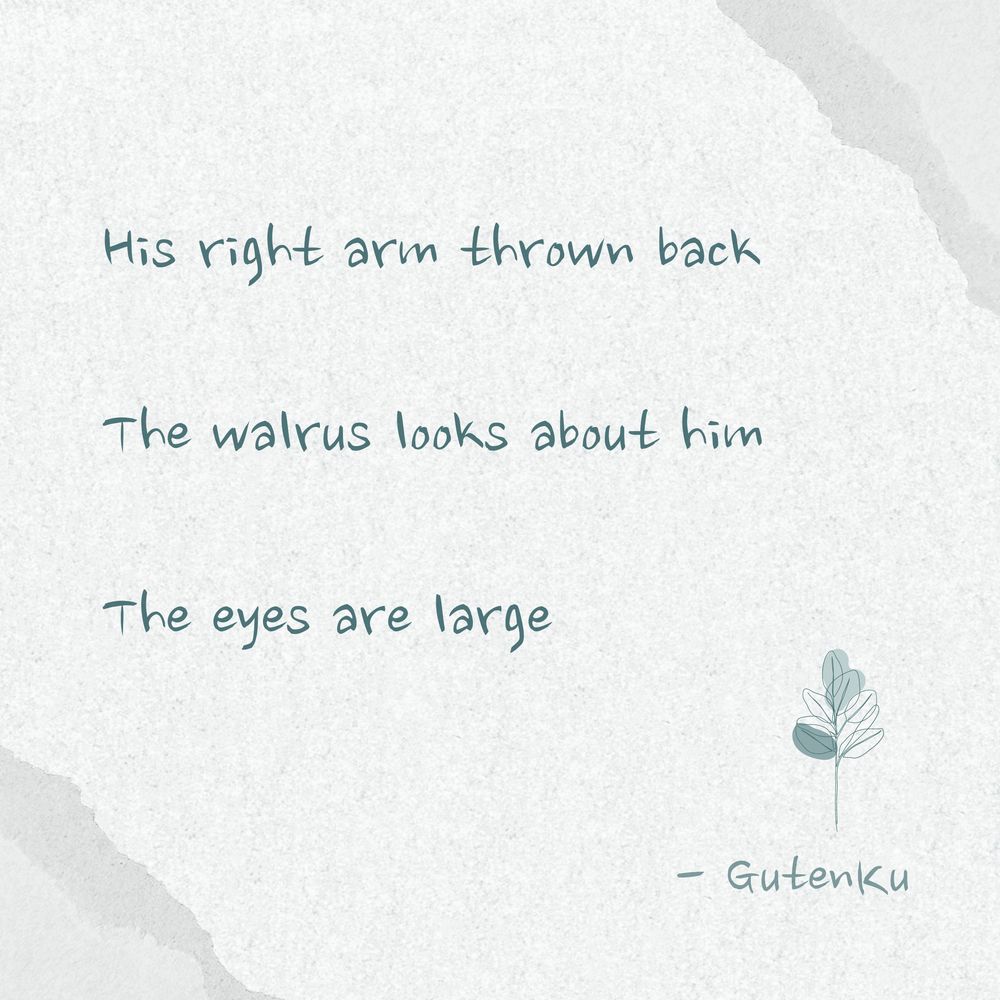 His right arm thrown back
The walrus looks about him
The eyes are large
- GutenKu